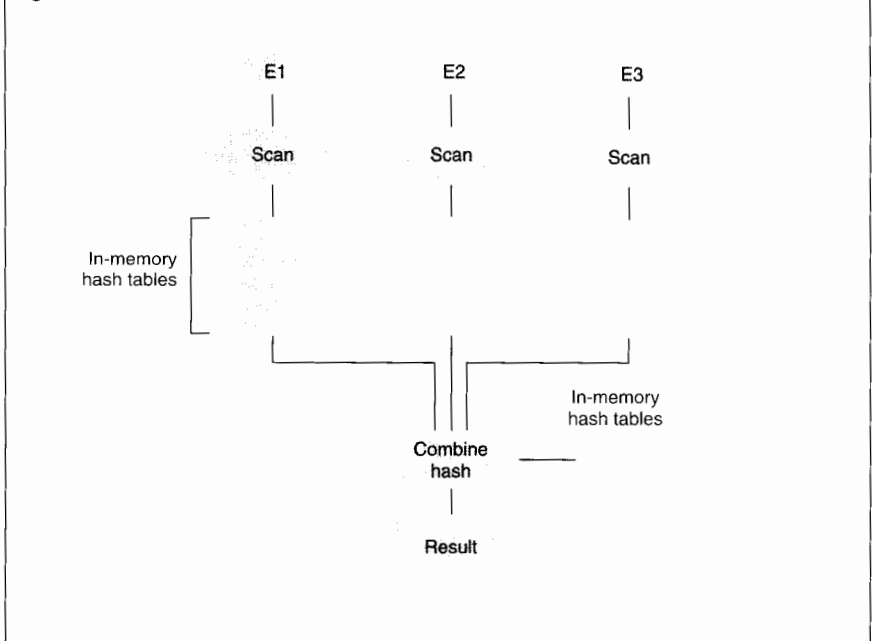 E1 E2 E3
Scan Scan Scan
In-memory
hash tables
In-memory
hash tables
Combine
hash
Result